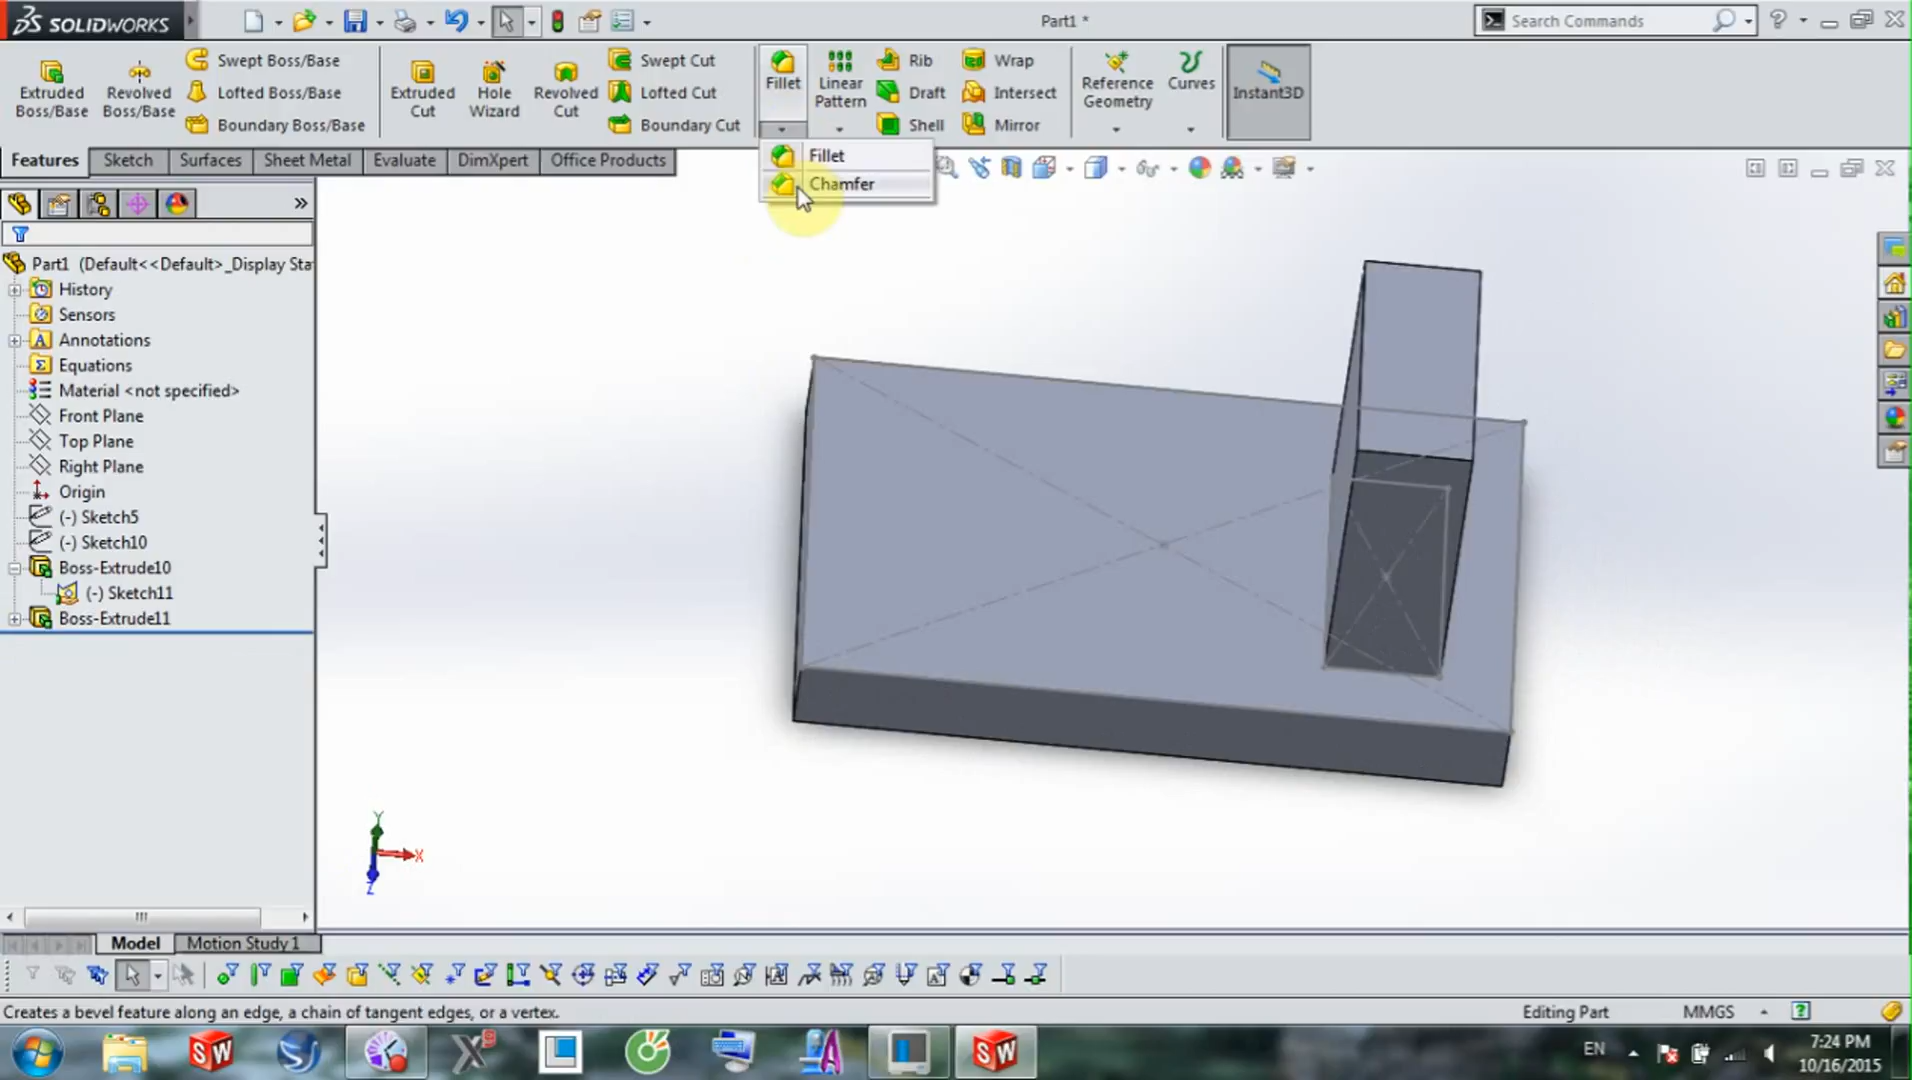 SOLIDWORKS
Part1 *
Search Commands
Extruded Boss/Base
Revolved Boss/Base
Swept Boss/Base
Lofted Boss/Base
Boundary Boss/Base
Extruded Cut
Hole Wizard
Revolved Cut
Swept Cut
Lofted Cut
Boundary Cut
Fillet
Linear Pattern
Rib
Draft
Shell
Wrap
Intersect
Mirror
Reference Geometry
Curves
Instant3D
Features
Sketch
Surfaces
Sheet Metal
Evaluate
DimXpert
Office Products
Fillet
Chamfer
Part1 (Default<<Default>_Display Sta
History
Sensors
Annotations
Equations
Material <not specified>
Front Plane
Top Plane
Right Plane
Origin
(-) Sketch5
(-) Sketch10
Boss-Extrude10
(-) Sketch11
Boss-Extrude11
Y
X
Z
Model
Motion Study 1
Creates a bevel feature along an edge, a chain of tangent edges, or a vertex.
Editing Part
MMGS
EN
7:24 PM
10/16/2015